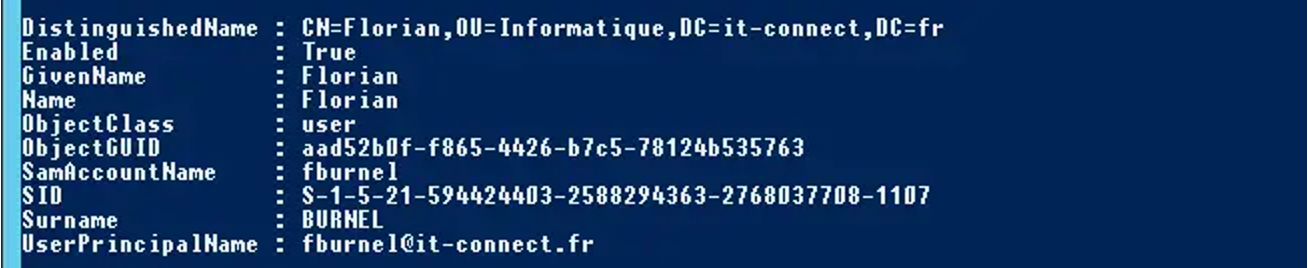 DistinguishedName : CN=Florian,OU=Informatique,DC=it-connect,DC=fr
Enabled           : True
GivenName         : Florian
Name              : Florian
ObjectClass       : user
ObjectGUID        : aad52b0f-f865-4426-b7c5-78124b535763
SamAccountName    : fburnel
SID               : S-1-5-21-594424403-2588294363-2768037708-1107
Surname           : BURNEL
UserPrincipalName : fburnel@it-connect.fr